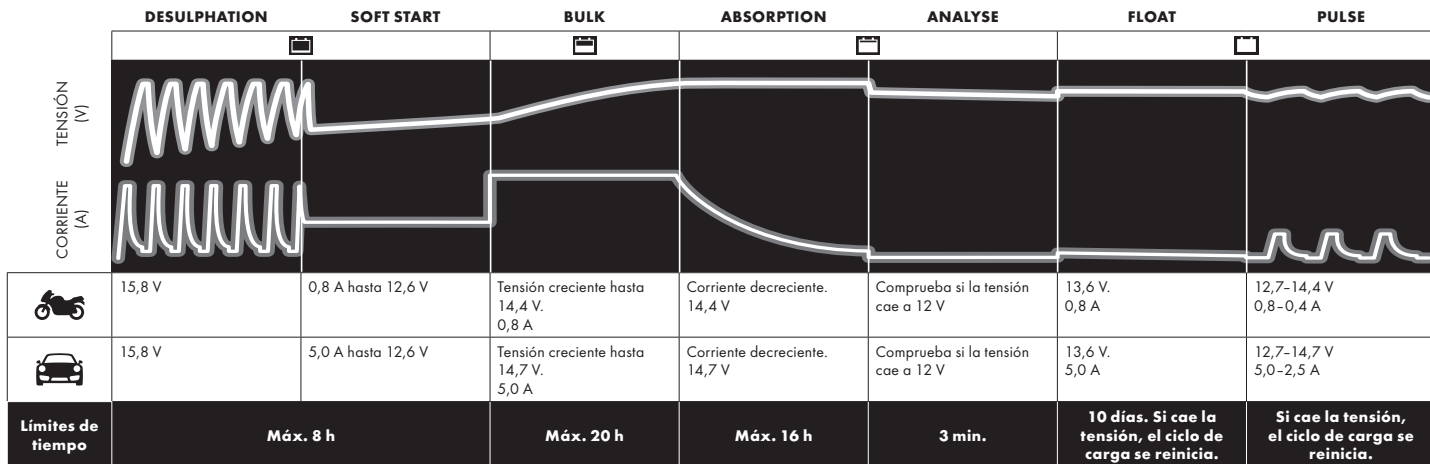 DESULPHATION SOFT START BULK ABSORPTION ANALYSE FLOAT PULSE
TENSIÓN
(V)
CORRIENTE
(A)
15,8 V
0,8 A hasta 12,6 V
Tensión creciente hasta
14,4 V.
0,8 A
Corriente decreciente.
14,4 V
Comprueba si la tensión
cae a 12 V
13,6 V.
0,8 A
12,7–14,4 V
0,8–0,4 A
15,8 V
5,0 A hasta 12,6 V
Tensión creciente hasta
14,7 V.
5,0 A
Corriente decreciente.
14,7 V
Comprueba si la tensión
cae a 12 V
13,6 V.
5,0 A
12,7–14,7 V
5,0–2,5 A
Límites de
tiempo
Máx. 8 h
Máx. 20 h
Máx. 16 h
3 min.
10 días. Si cae la
tensión, el ciclo de
carga se reinicia.
Si cae la tensión,
el ciclo de carga se
reinicia.